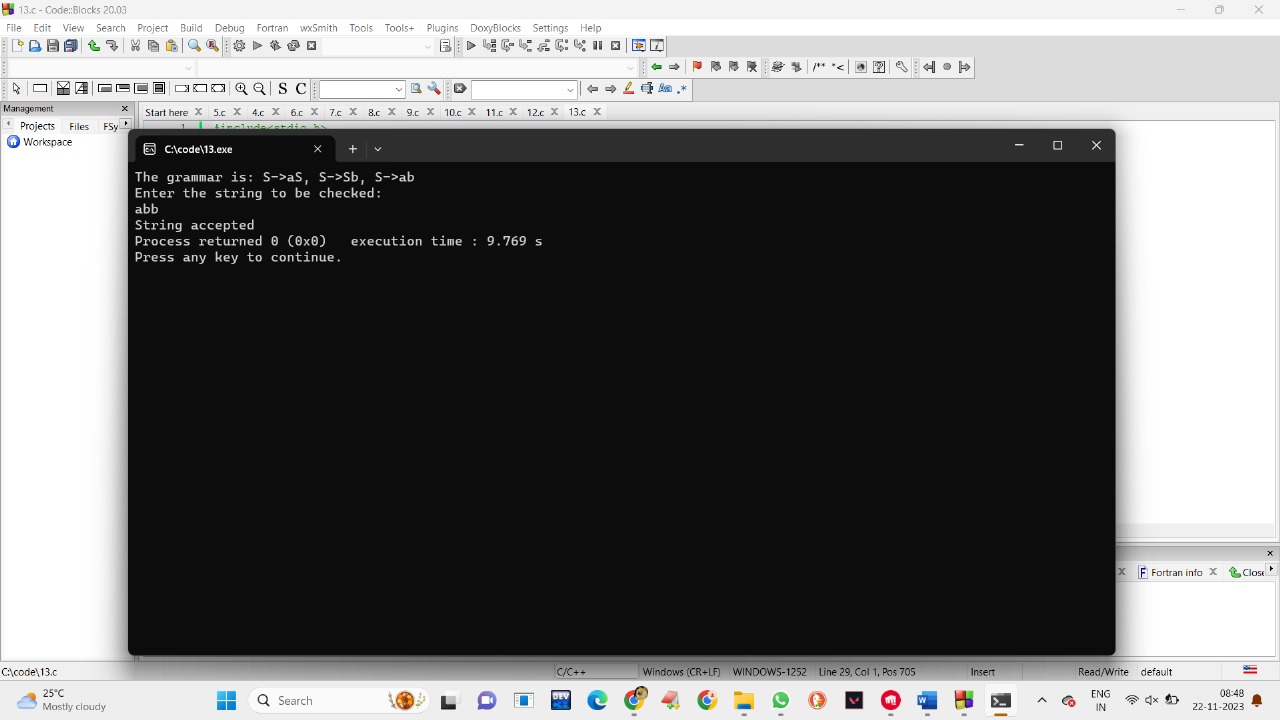 13.c - Code::Blocks 20.03
File Edit View Search Project Build Debug Fortran wxSmith Tools Tools+ Plugins DoxyBlocks Settings Help
/** *<
S C Aa .*
Management
Projects Files FSy
Workspace
Start here 5.c 4.c 6.c 7.c 8.c 9.c 10.c 11.c 12.c 13.c
1 #include<stdio.h>
C:\code\13.exe
The grammar is: S->aS, S->Sb, S->ab
Enter the string to be checked:
abb
String accepted
Process returned 0 (0x0) execution time : 9.769 s
Press any key to continue.
Fortran info Close
C:\code\13.c C/C++ Windows (CR+LF) WINDOWS-1252 Line 29, Col 1, Pos 705 Insert Read/Write default
25°C
Mostly cloudy
Search
DEV
ENG
IN
08:48
22-11-2023